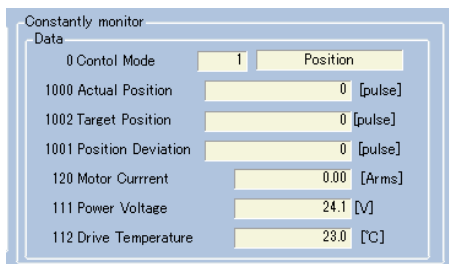 Constantly monitor
Data
0 Contol Mode 1 Position
1000 Actual Position 0 [pulse]
1002 Target Position 0 [pulse]
1001 Position Deviation 0 [pulse]
120 Motor Currrent 0.00 [Arms]
111 Power Voltage 24.1 [V]
112 Drive Temperature 23.0 [℃]